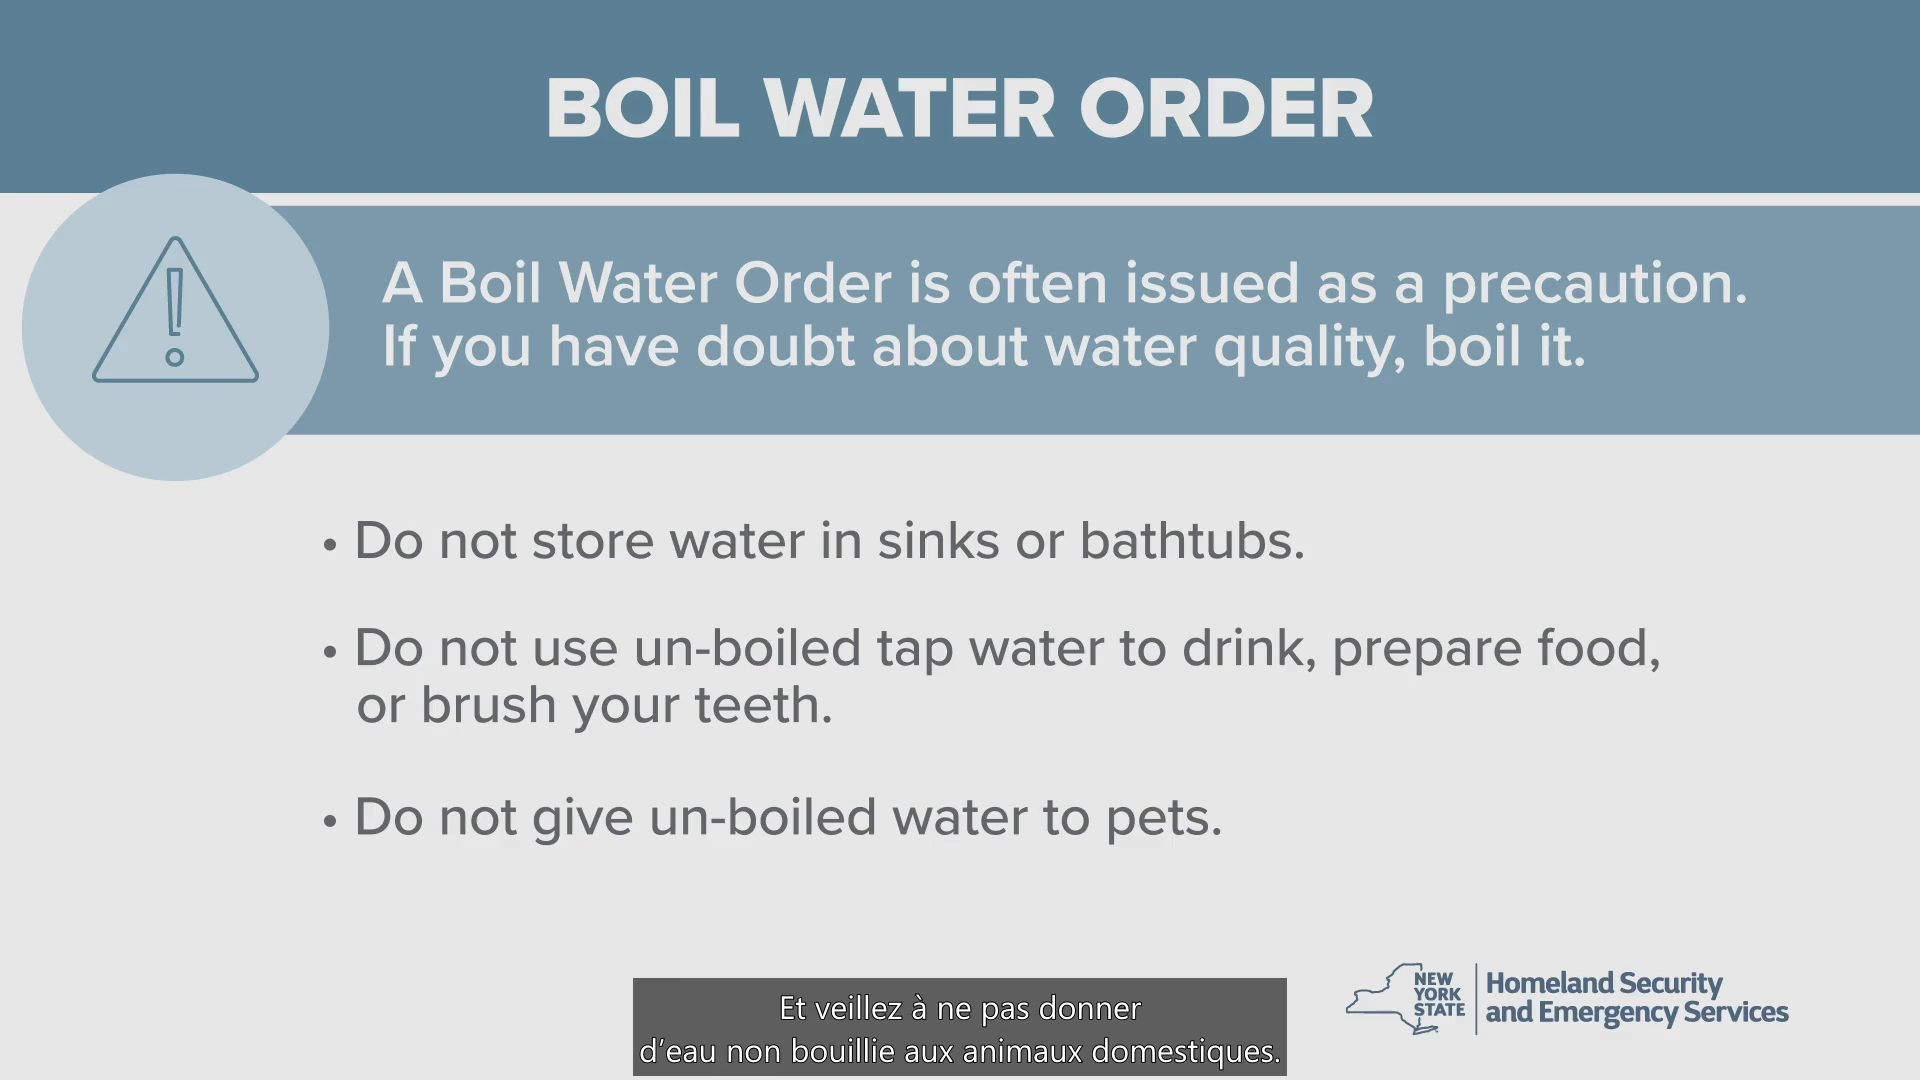 BOIL WATER ORDER
A Boil Water Order is often issued as a precaution.
If you have doubt about water quality, boil it.
• Do not store water in sinks or bathtubs.
• Do not use un-boiled tap water to drink, prepare food,
or brush your teeth.
• Do not give un-boiled water to pets.
Et veillez à ne pas donner
d’eau non bouillie aux animaux domestiques.
NEW
YORK
STATE
Homeland Security
and Emergency Services